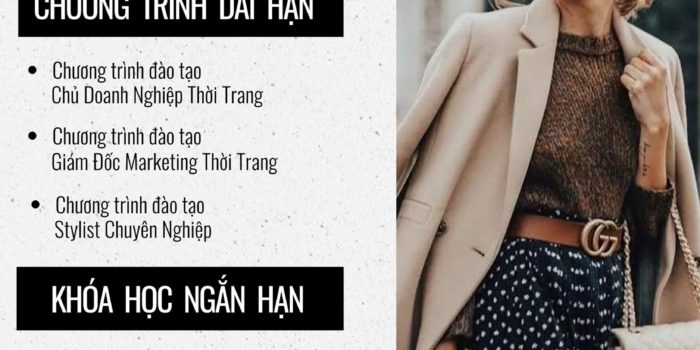 CHƯƠNG TRÌNH DÀI HẠN
Chương trình đào tạo
Chủ Doanh Nghiệp Thời Trang
Chương trình đào tạo
Giám Đốc Marketing Thời Trang
Chương trình đào tạo
Stylist Chuyên Nghiệp
KHÓA HỌC NGẮN HẠN